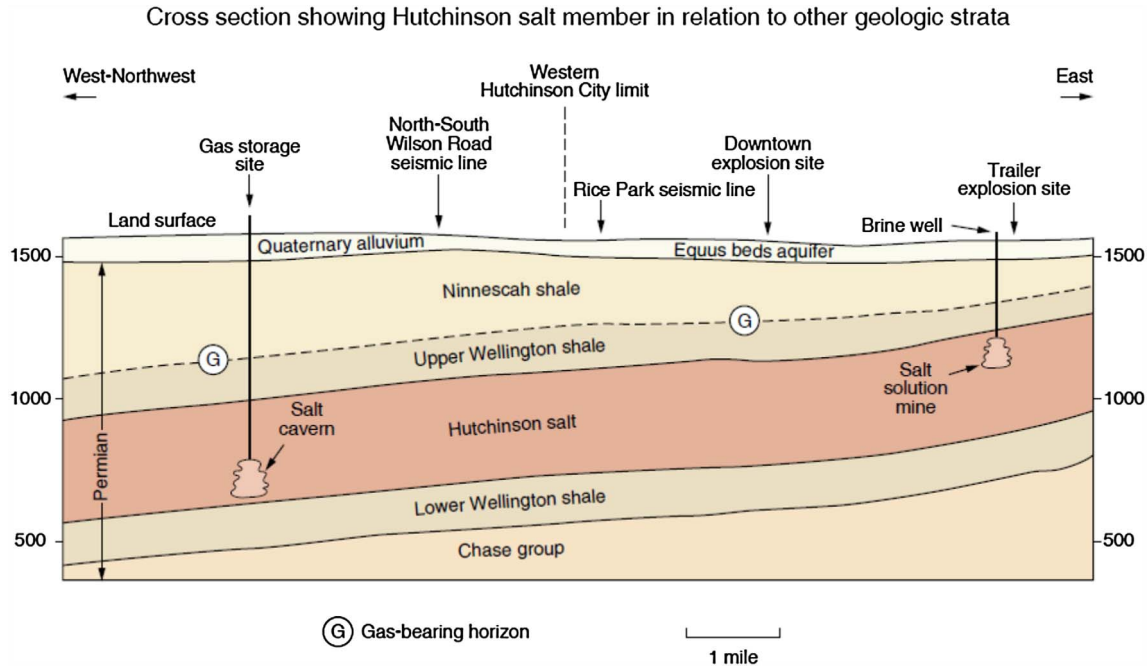 Cross section showing Hutchinson salt member in relation to other geologic strata
West-Northwest
Western
Hutchinson City limit
East
North-South
Wilson Road
seismic line
Gas storage
site
Downtown
explosion site
Rice Park seismic line
Trailer
explosion site
Land surface
Brine well
Quaternary alluvium
Equus beds aquifer
1500
1500
Ninnescah shale
G
G
Upper Wellington shale
Salt
solution
mine
1000
1000
Salt
cavern
Hutchinson salt
Permian
Lower Wellington shale
500
500
Chase group
G Gas-bearing horizon
1 mile